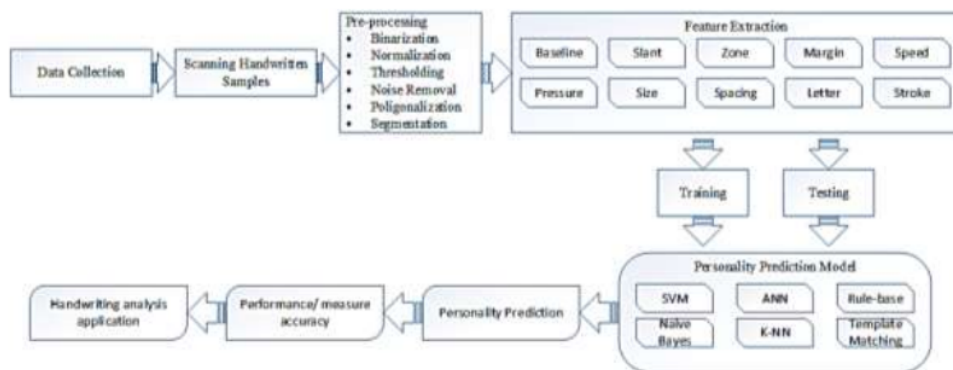 Data Collection
Scanning Handwritten
Samples
Pre-processing
• Binarization
• Normalization
• Thresholding
• Noise Removal
• Poligonalization
• Segmentation
Feature Extraction
Baseline Slant Zone Margin Speed
Pressure Size Spacing Letter Stroke
Training Testing
Personality Prediction Model
SVM ANN Rule-base
Naïve
Bayes
K-NN
Template
Matching
Personality Prediction
Performance/ measure
accuracy
Handwriting analysis
application